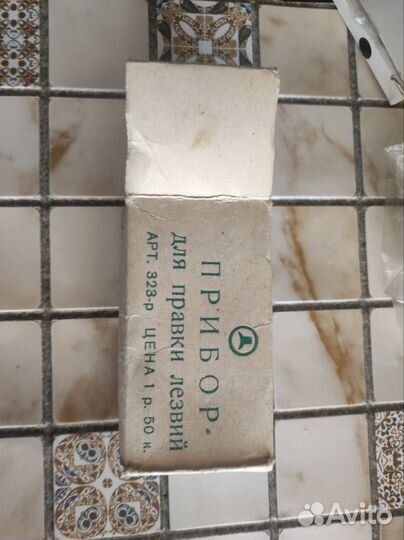 ПРИБОР
для правки лезвий
АРТ. 323-р ЦЕНА 1 р. 50 к.
Avito